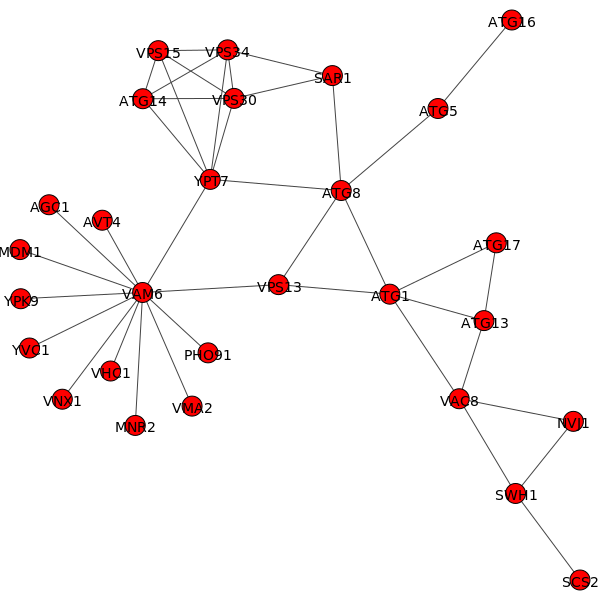 ATG16
VPS15
VPS34
SAR1
ATG14
VPS30
ATG5
YPT7
ATG8
AGC1
AVT4
MDM1
ATG17
YPK9
VAM6
VPS13
ATG1
ATG13
YVC1
PHO91
VHC1
VNX1
VMA2
VAC8
MNR2
NVJ1
SWH1
SCS2